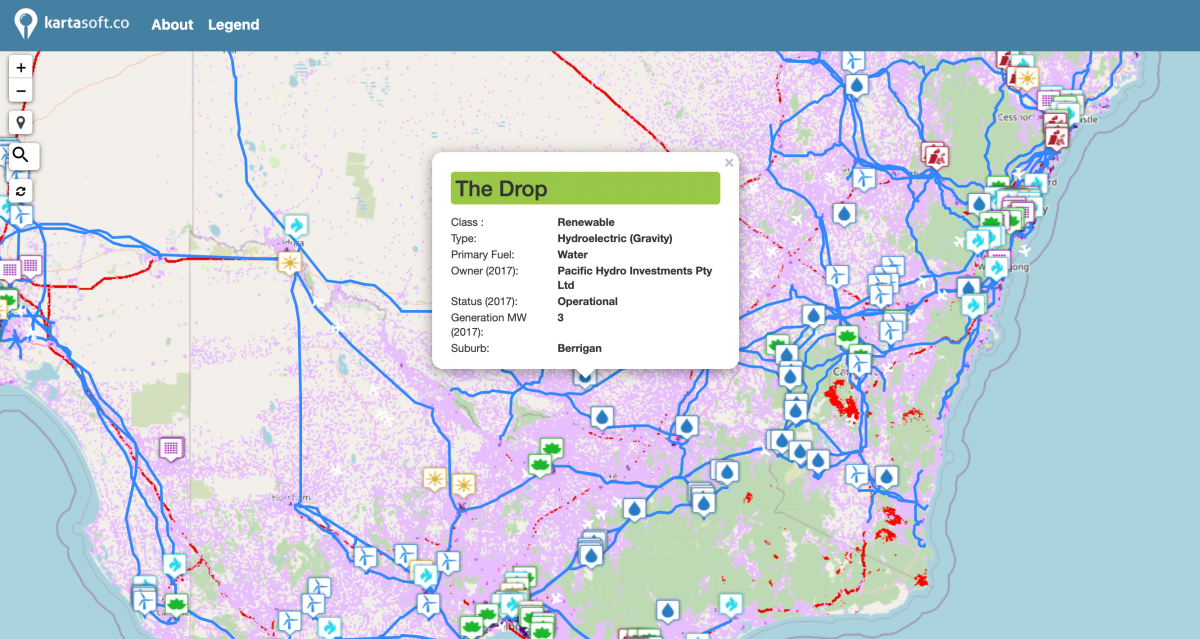 kartasoft.co About Legend
+
−
×
The Drop
Class : Renewable
Type: Hydroelectric (Gravity)
Primary Fuel: Water
Owner (2017): Pacific Hydro Investments Pty
Ltd
Status (2017): Operational
Generation MW 3
(2017):
Suburb: Berrigan